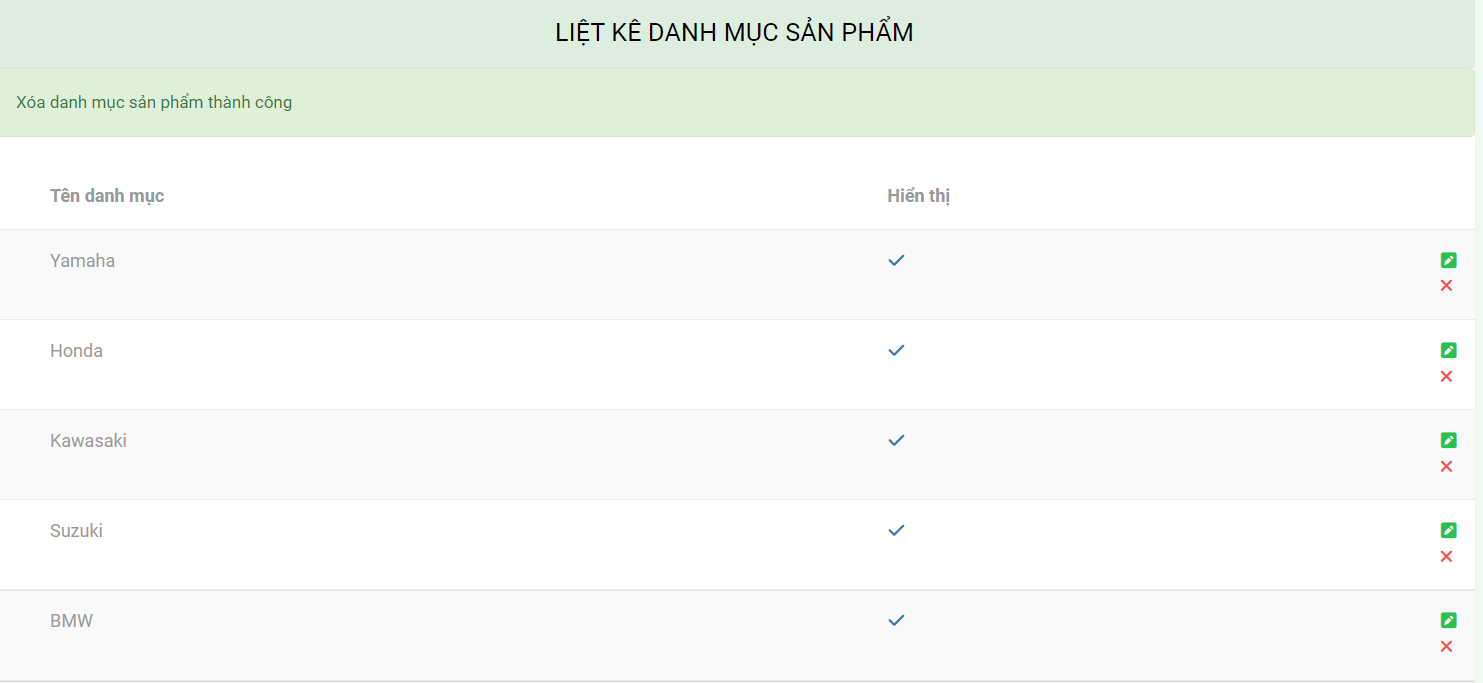 LIỆT KÊ DANH MỤC SẢN PHẨM
Xóa danh mục sản phẩm thành công
Tên danh mục Hiển thị
Yamaha
Honda
Kawasaki
Suzuki
BMW